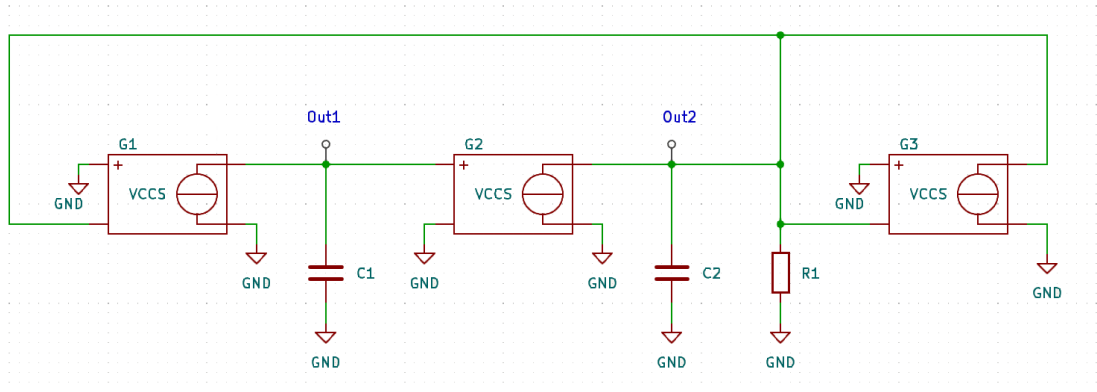 Out1
Out2
G1
G2
G3
+
VCCS
+
VCCS
+
VCCS
GND
GND
GND
GND
GND
C1
C2
R1
GND
GND
GND
GND